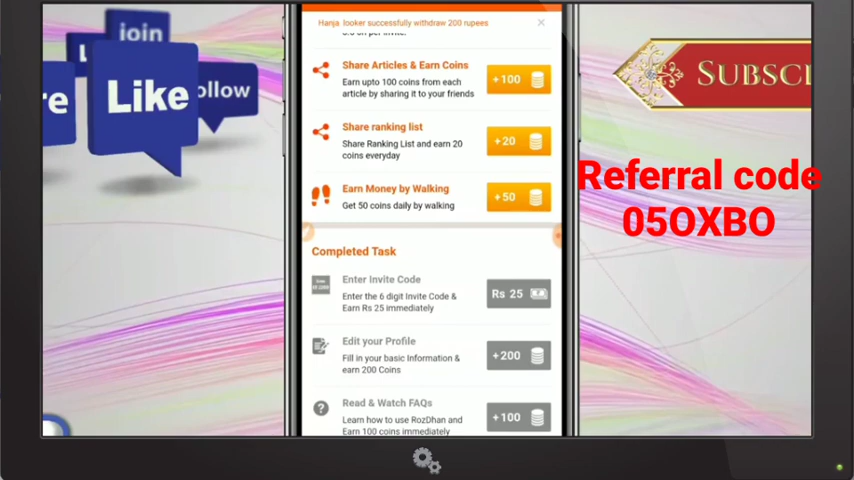 join
Like
ollow
re
Hanja looker successfully withdraw 200 rupees
Share Articles & Earn Coins
Earn upto 100 coins from each
article by sharing it to your friends
+100
Share ranking list
Share Ranking List and earn 20
coins everyday
+20
Earn Money by Walking
Get 50 coins daily by walking
+50
Completed Task
Enter Invite Code
Enter the 6 digit Invite Code &
Earn Rs 25 immediately
Rs 25
Edit your Profile
Fill in your basic Information &
earn 200 Coins
+200
Read & Watch FAQs
Learn how to use RozDhan and
Earn 100 coins immediately
+100
SUBSCI
Referral code
05OXBO